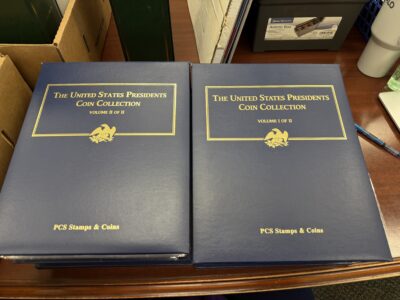 THE UNITED STATES PRESIDENTS
COIN COLLECTION
VOLUME II OF II
PCS Stamps & Coins
THE UNITED STATES PRESIDENTS
COIN COLLECTION
VOLUME I OF II
PCS Stamps & Coins